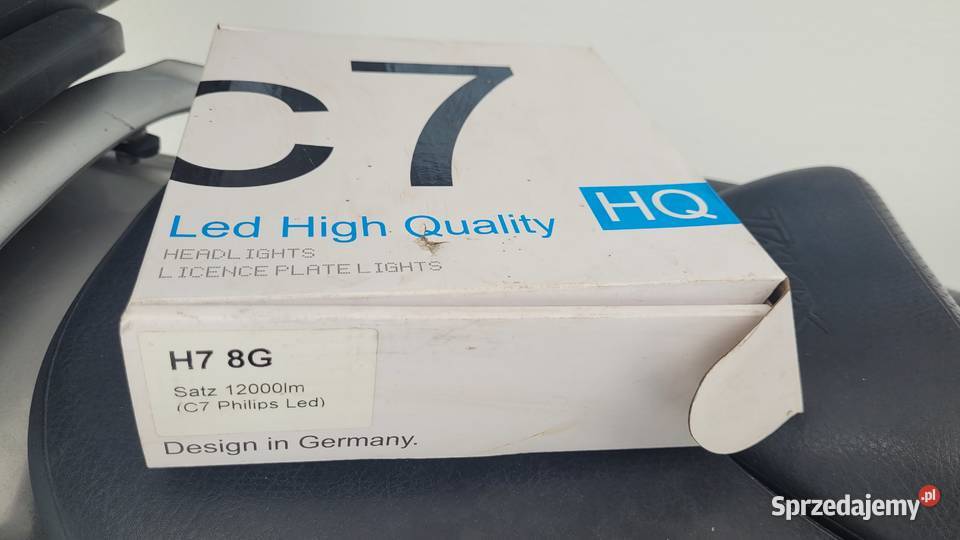 C7
Led High Quality
HQ
HEADLIGHTS
LICENCE PLATE LIGHTS
H7 8G
Satz 12000lm
(C7 Philips Led)
Design in Germany.
Sprzedajemy.pl